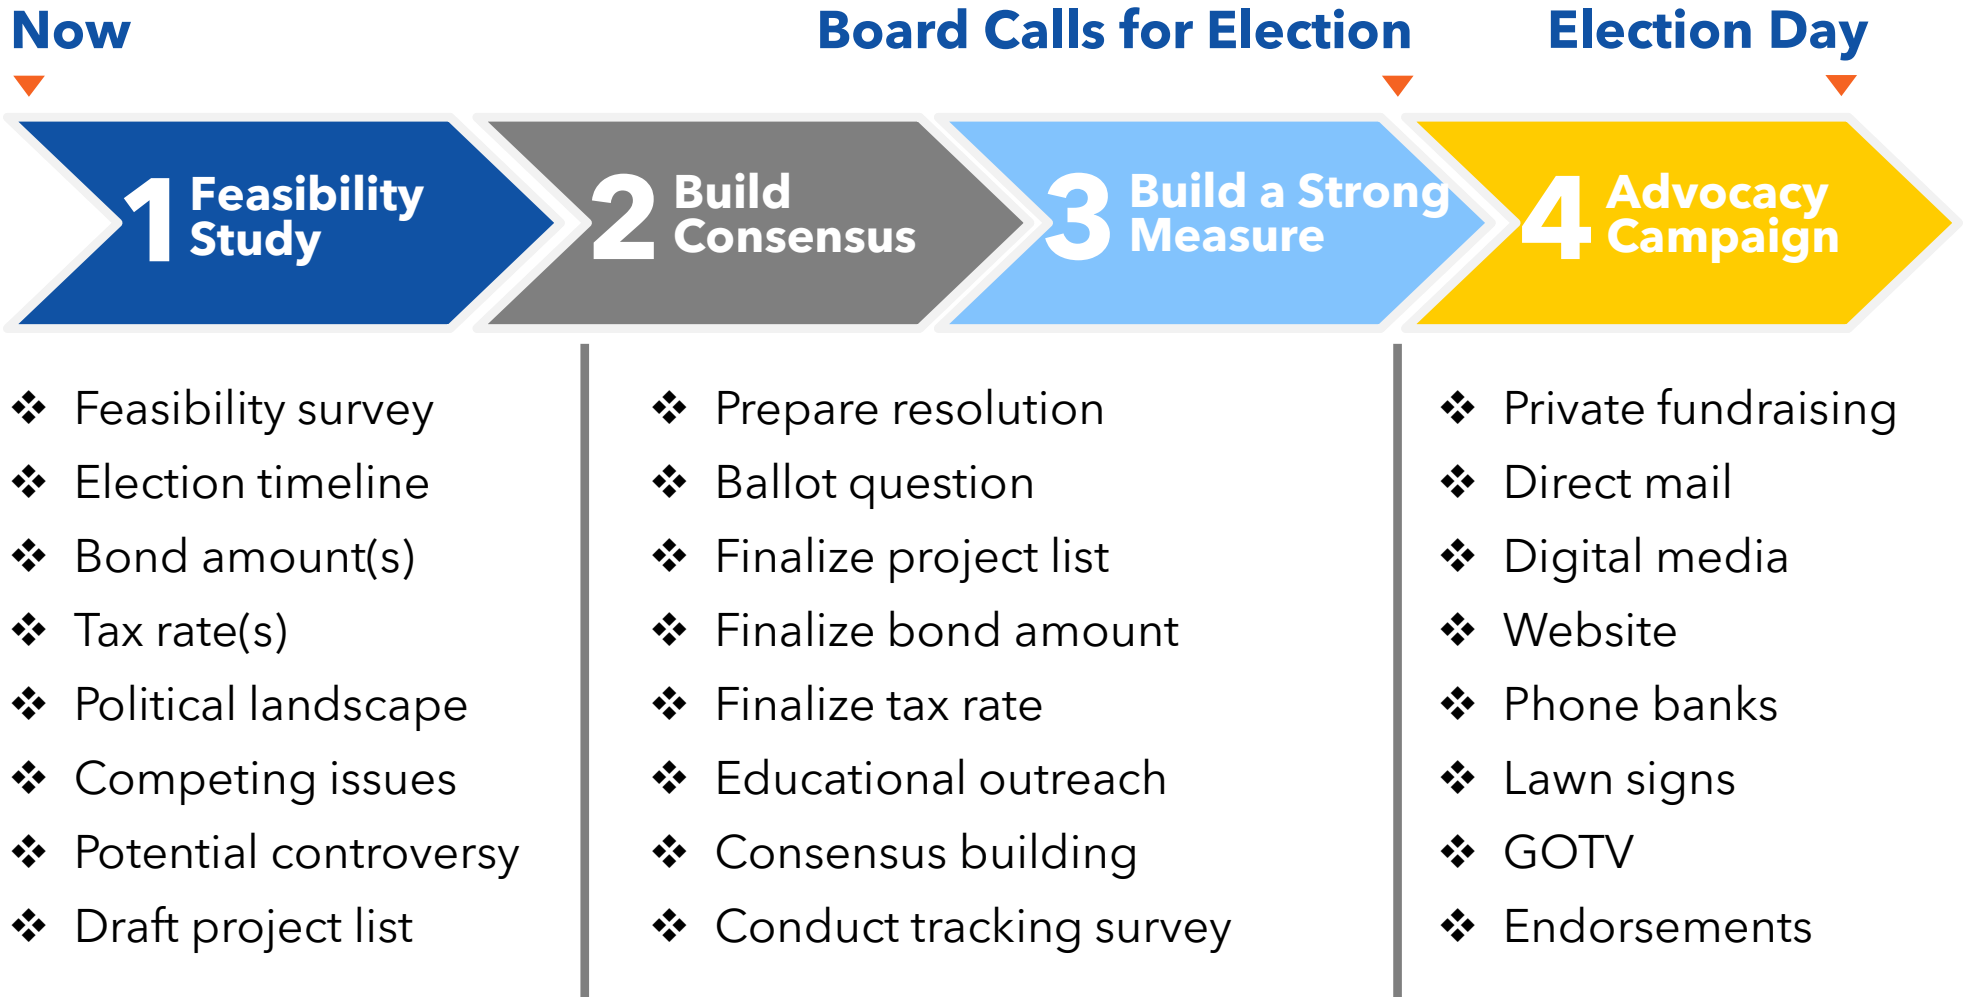 Now
Board Calls for Election
Election Day
1 Feasibility
Study
2 Build
Consensus
3 Build a Strong
Measure
4 Advocacy
Campaign
❖ Feasibility survey
❖ Election timeline
❖ Bond amount(s)
❖ Tax rate(s)
❖ Political landscape
❖ Competing issues
❖ Potential controversy
❖ Draft project list
❖ Prepare resolution
❖ Ballot question
❖ Finalize project list
❖ Finalize bond amount
❖ Finalize tax rate
❖ Educational outreach
❖ Consensus building
❖ Conduct tracking survey
❖ Private fundraising
❖ Direct mail
❖ Digital media
❖ Website
❖ Phone banks
❖ Lawn signs
❖ GOTV
❖ Endorsements